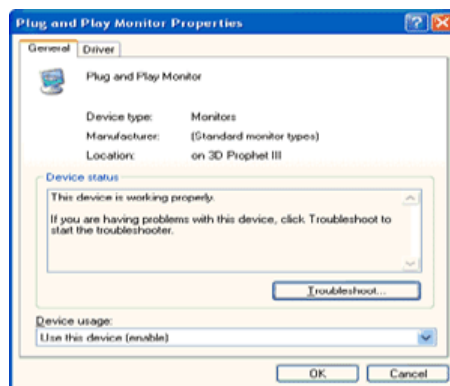 Plug and Play Monitor Properties
General Driver
Plug and Play Monitor
Device type: Monitors
Manufacturer: (Standard monitor types)
Location: on 3D Prophet III
Device status
This device is working properly.
If you are having problems with this device, click Troubleshoot to
start the troubleshooter.
Troubleshoot...
Device usage:
Use this device (enable)
OK Cancel